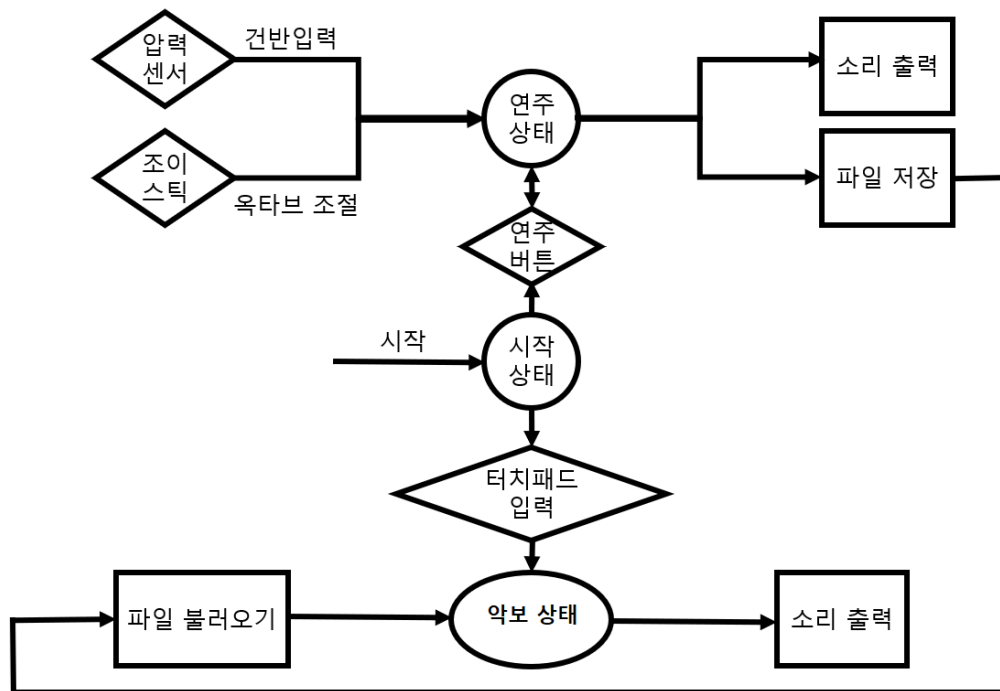 압력
센서
건반입력
조이
스틱
옥타브 조절
연주
상태
소리 출력
파일 저장
연주
버튼
시작
시작
상태
터치패드
입력
파일 불러오기
악보 상태
소리 출력